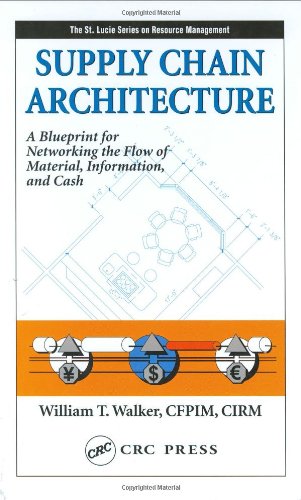 The St. Lucie Series on Resource Management
SUPPLY CHAIN
ARCHITECTURE
A Blueprint for
Networking the Flow of
Material, Information,
and Cash
¥ $ €
William T. Walker, CFPIM, CIRM
CRC CRC PRESS